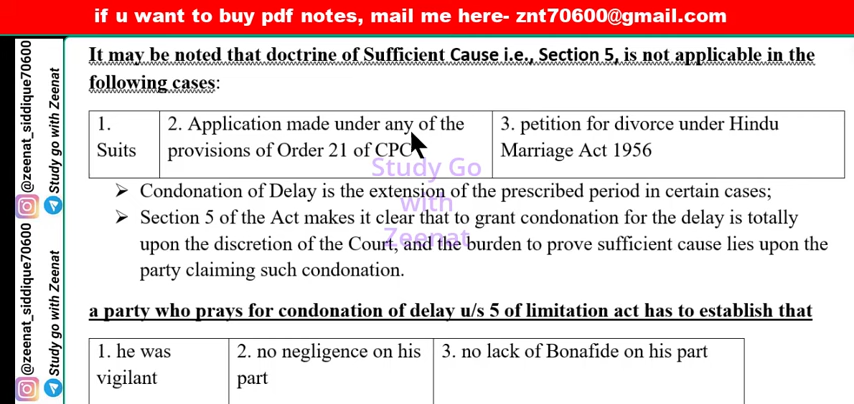 if u want to buy pdf notes, mail me here- znt70600@gmail.com
It may be noted that doctrine of Sufficient Cause i.e., Section 5, is not applicable in the
following cases:
1.
Suits
2. Application made under any of the
provisions of Order 21 of CPC
3. petition for divorce under Hindu
Marriage Act 1956
➢ Condonation of Delay is the extension of the prescribed period in certain cases;
➢ Section 5 of the Act makes it clear that to grant condonation for the delay is totally
upon the discretion of the Court, and the burden to prove sufficient cause lies upon the
party claiming such condonation.
a party who prays for condonation of delay u/s 5 of limitation act has to establish that
1. he was
vigilant
2. no negligence on his
part
3. no lack of Bonafide on his part
Study Go
with
Zeenat
@zeenat_siddique70600
Study go with Zeenat
@zeenat_siddique70600
Study go with Zeenat